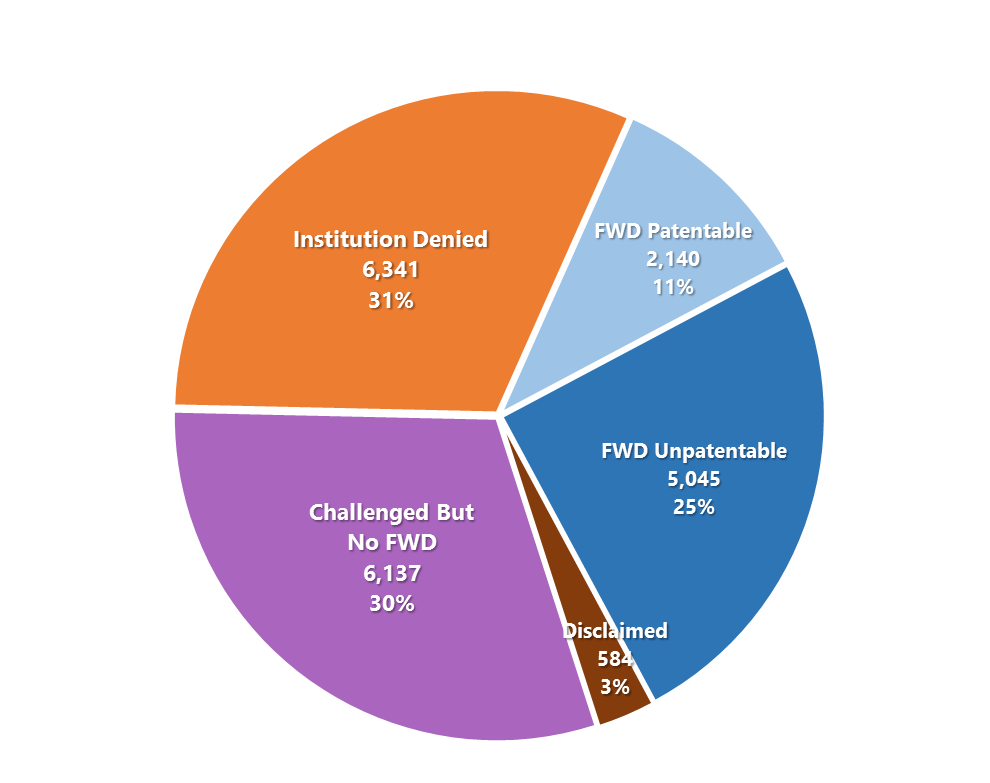 Institution Denied
6,341
31%
FWD Patentable
2,140
11%
FWD Unpatentable
5,045
25%
Challenged But
No FWD
6,137
30%
Disclaimed
584
3%